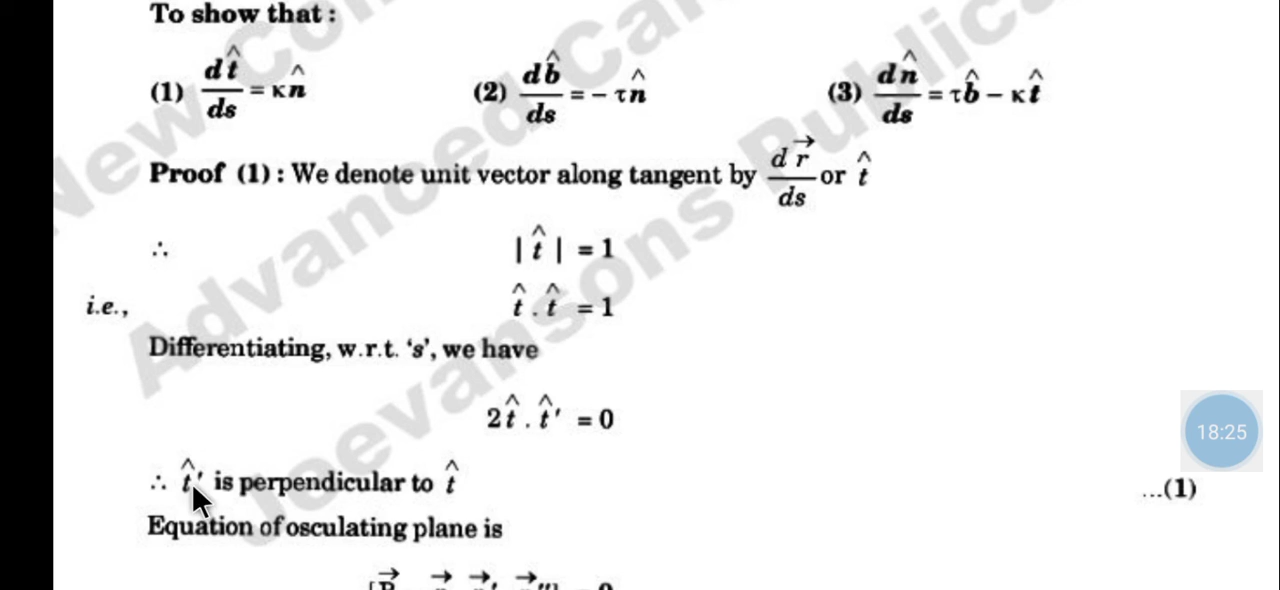 To show that :
(1) dt̂/ds = κn̂ (2) db̂/ds = – τn̂ (3) dn̂/ds = τb̂ – κt̂
Proof (1) : We denote unit vector along tangent by dr⃗/ds or t̂
∴ | t̂ | = 1
i.e., t̂ . t̂ = 1
Differentiating, w.r.t. ‘s’, we have
2t̂ . t̂′ = 0
∴ t̂′ is perpendicular to t̂ ...(1)
Equation of osculating plane is
18:25
Advanced
Joevansons